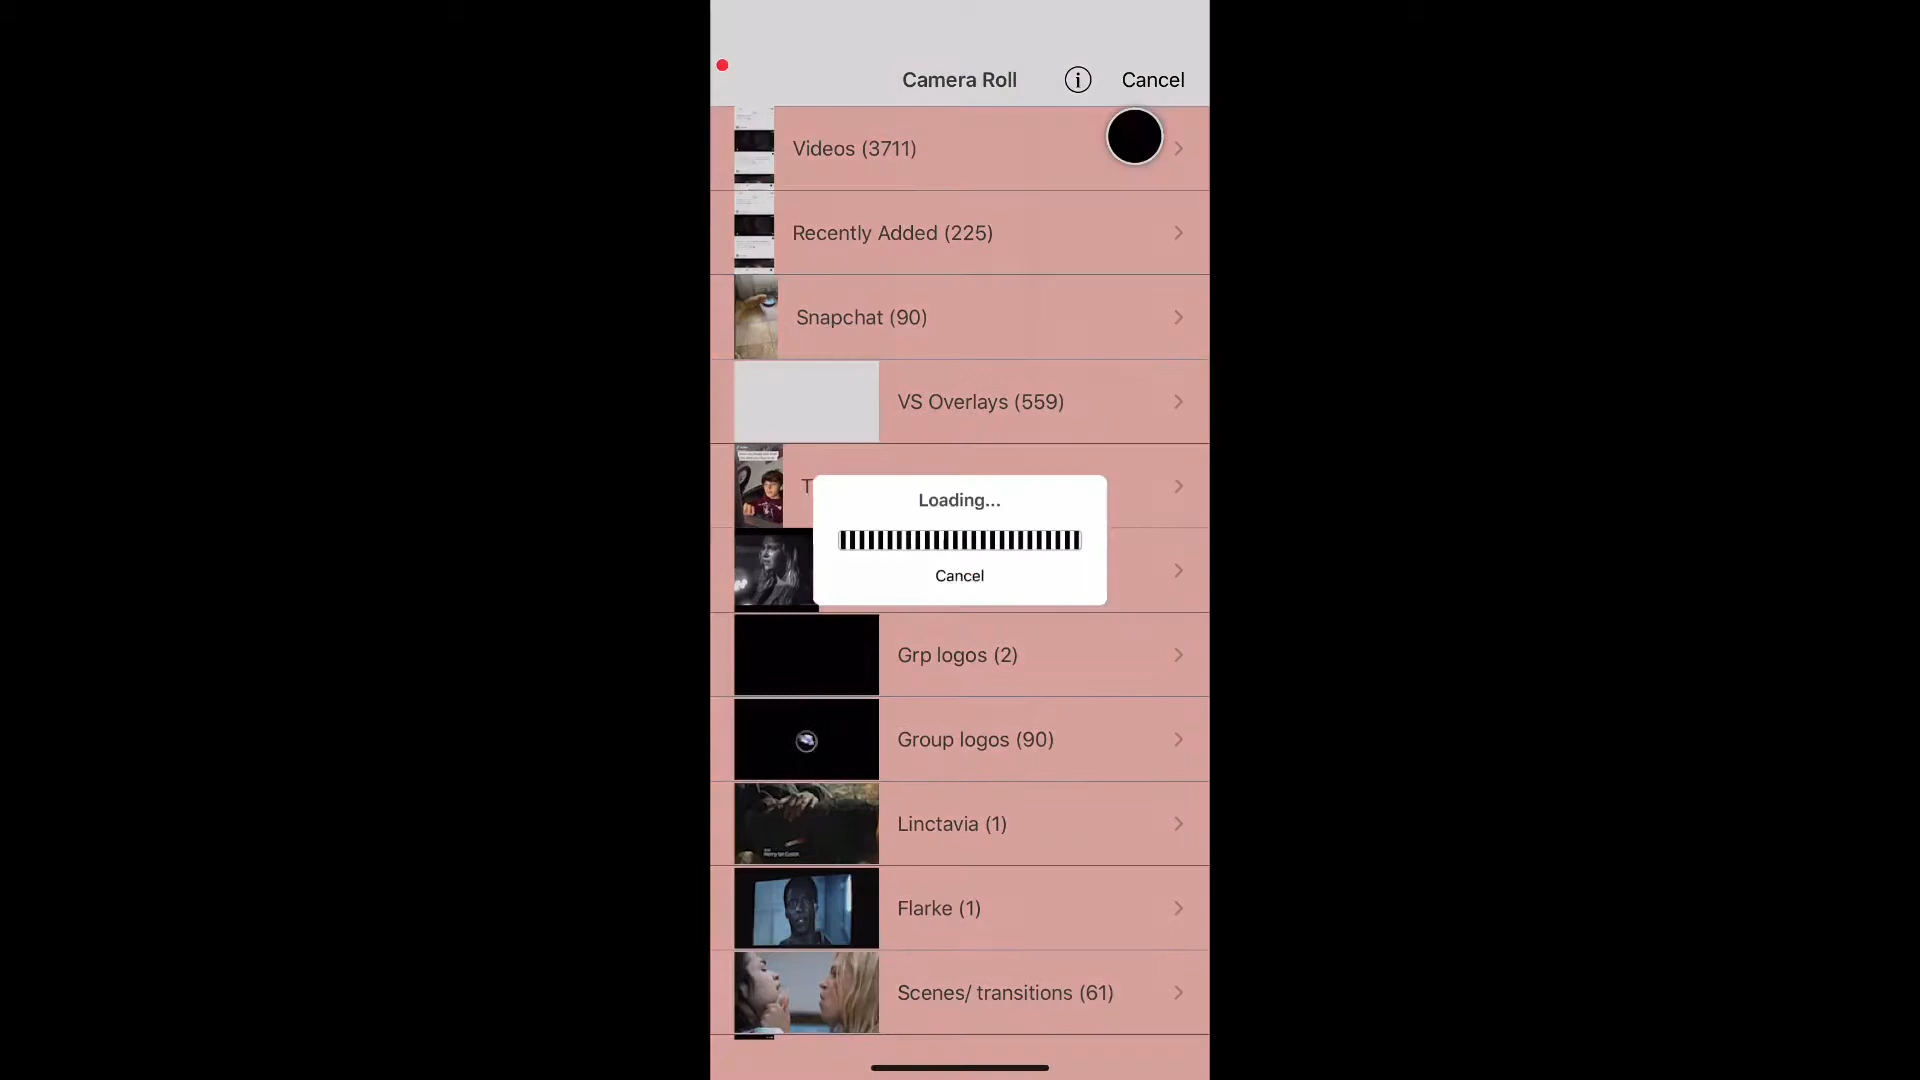 Camera Roll
Cancel
Videos (3711)
Recently Added (225)
Snapchat (90)
VS Overlays (559)
T
Loading...
Cancel
Grp logos (2)
Group logos (90)
Linctavia (1)
Flarke (1)
Scenes/ transitions (61)